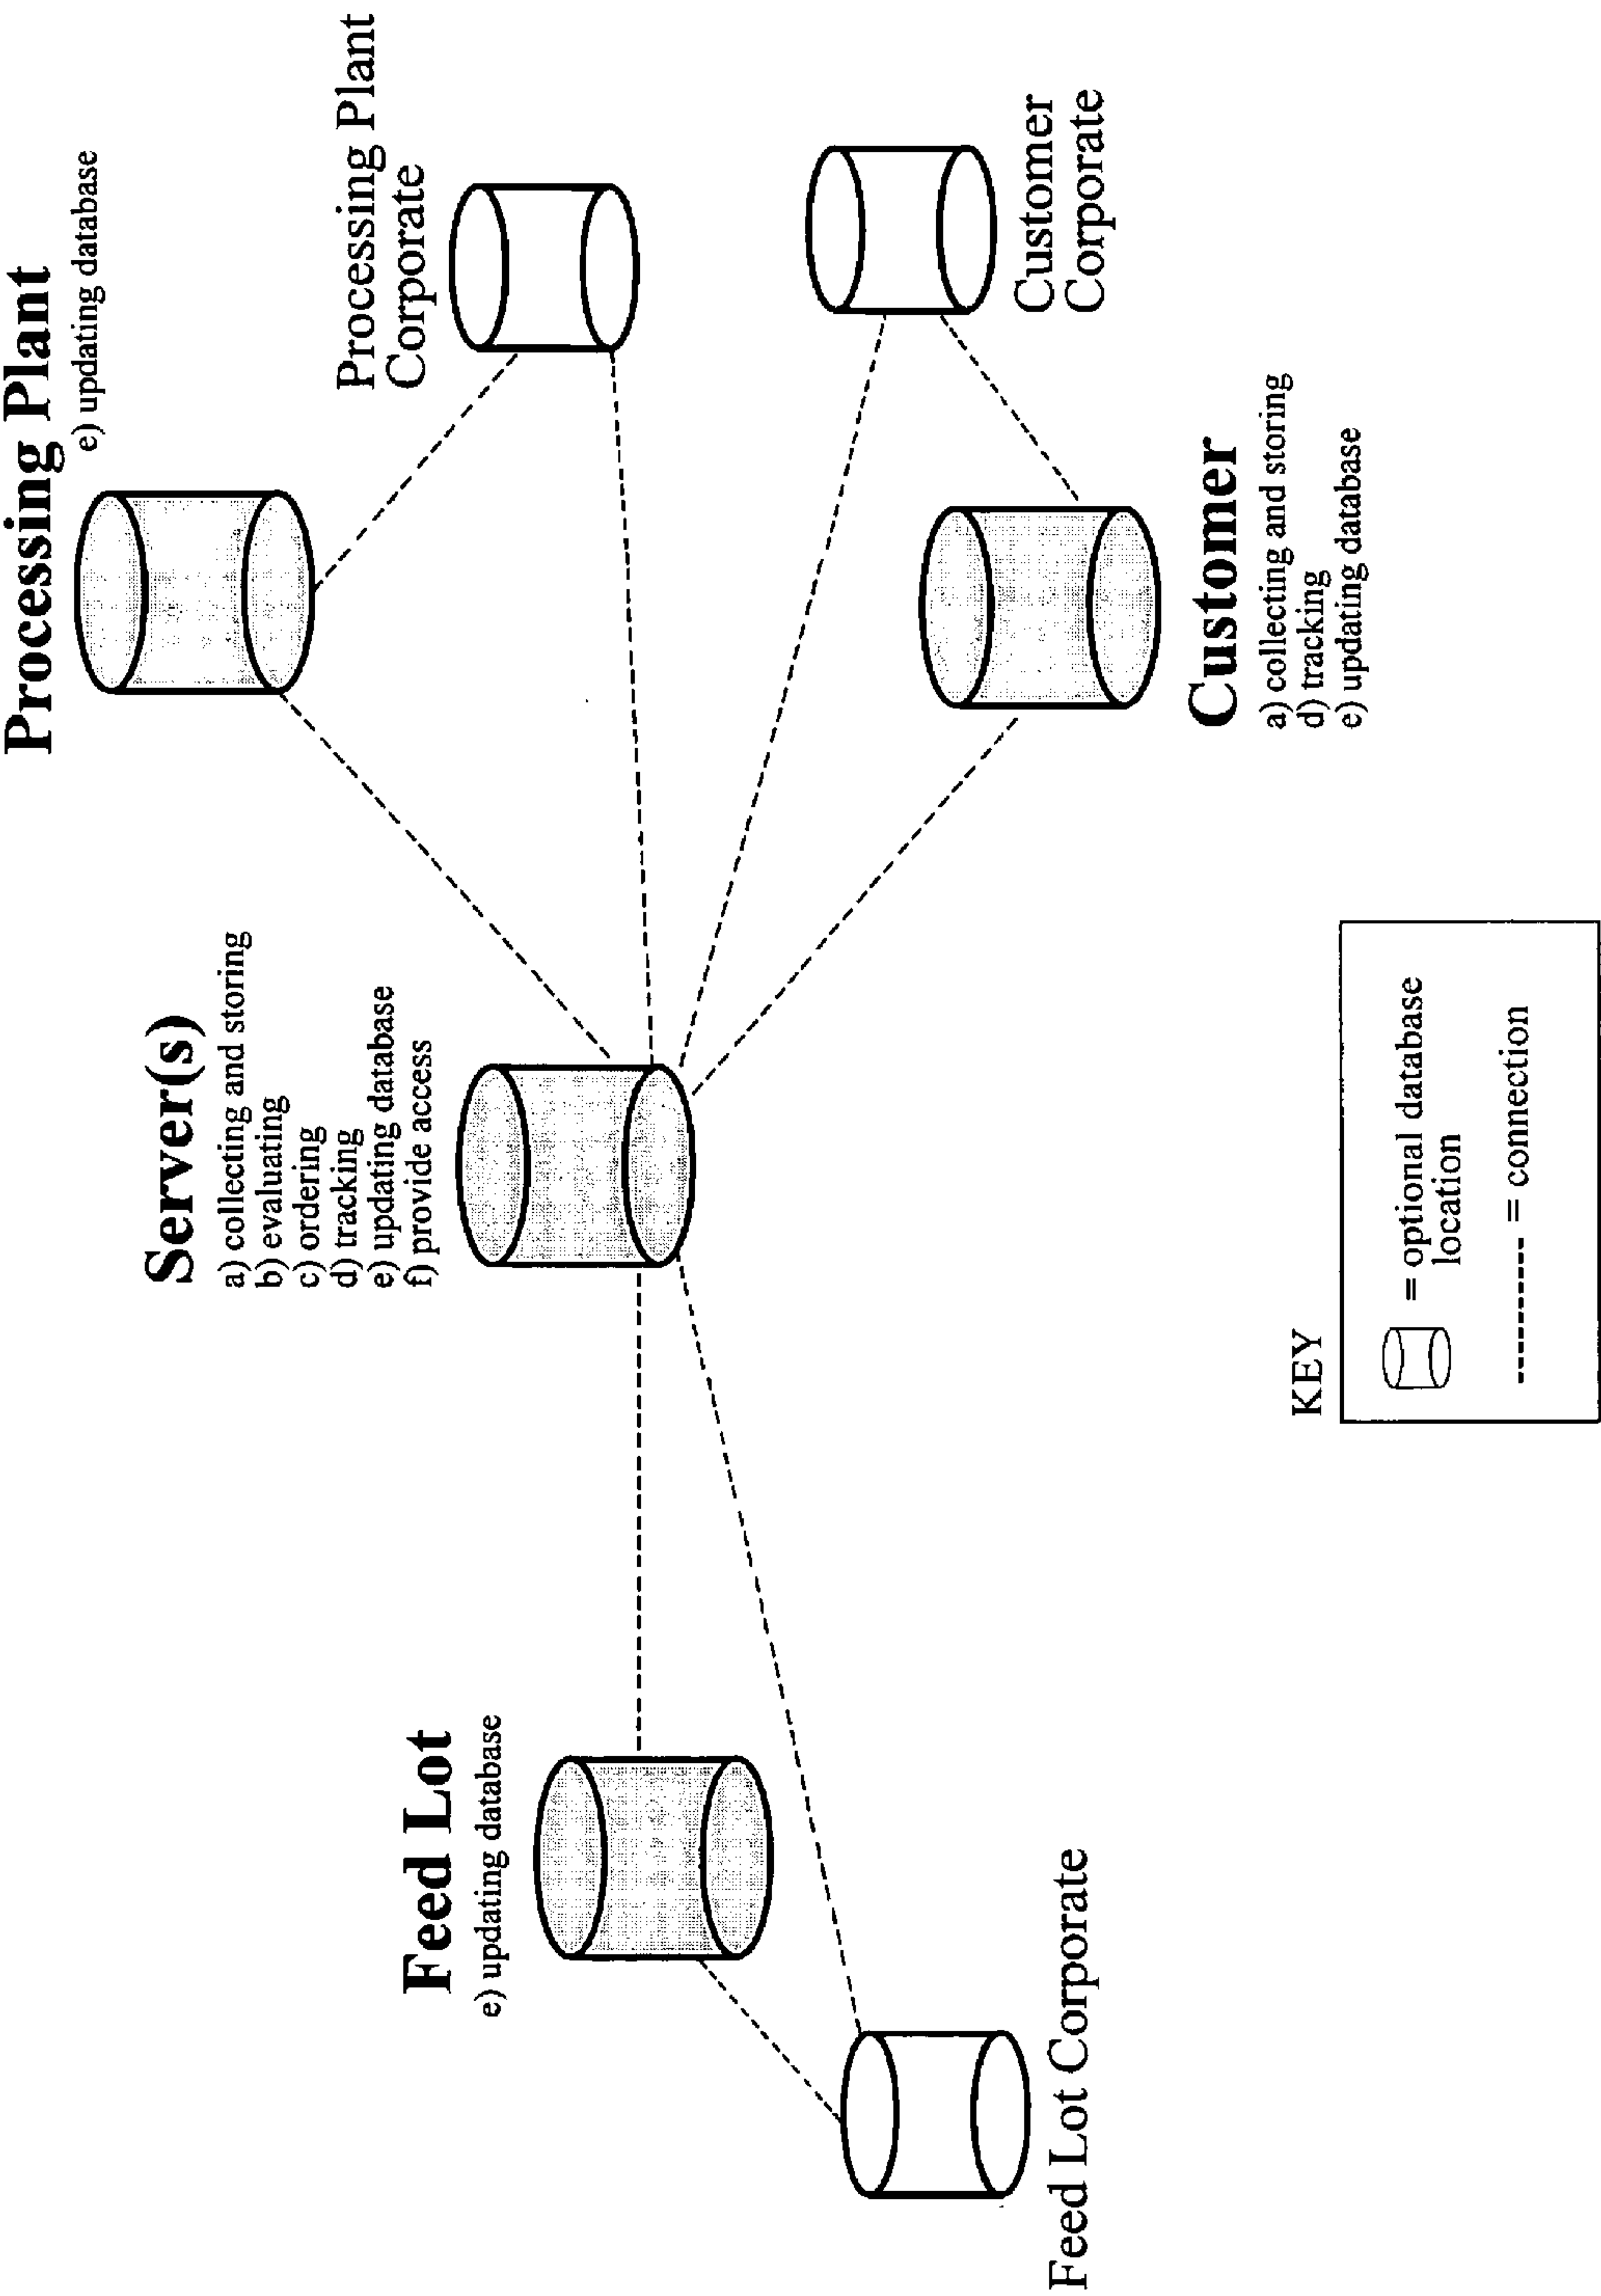 Processing Plant
e) updating database
Processing Plant
Corporate
Server(s)
a) collecting and storing
b) evaluating
c) ordering
d) tracking
e) updating database
f) provide access
Feed Lot
e) updating database
Customer
Corporate
Customer
a) collecting and storing
d) tracking
e) updating database
Feed Lot Corporate
KEY
= optional database
location
= connection